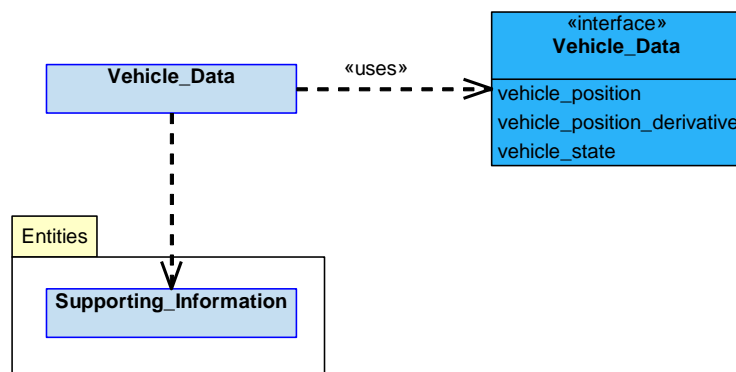 «interface»
Vehicle_Data
Vehicle_Data
«uses»
vehicle_position
vehicle_position_derivative
vehicle_state
Entities
Supporting_Information